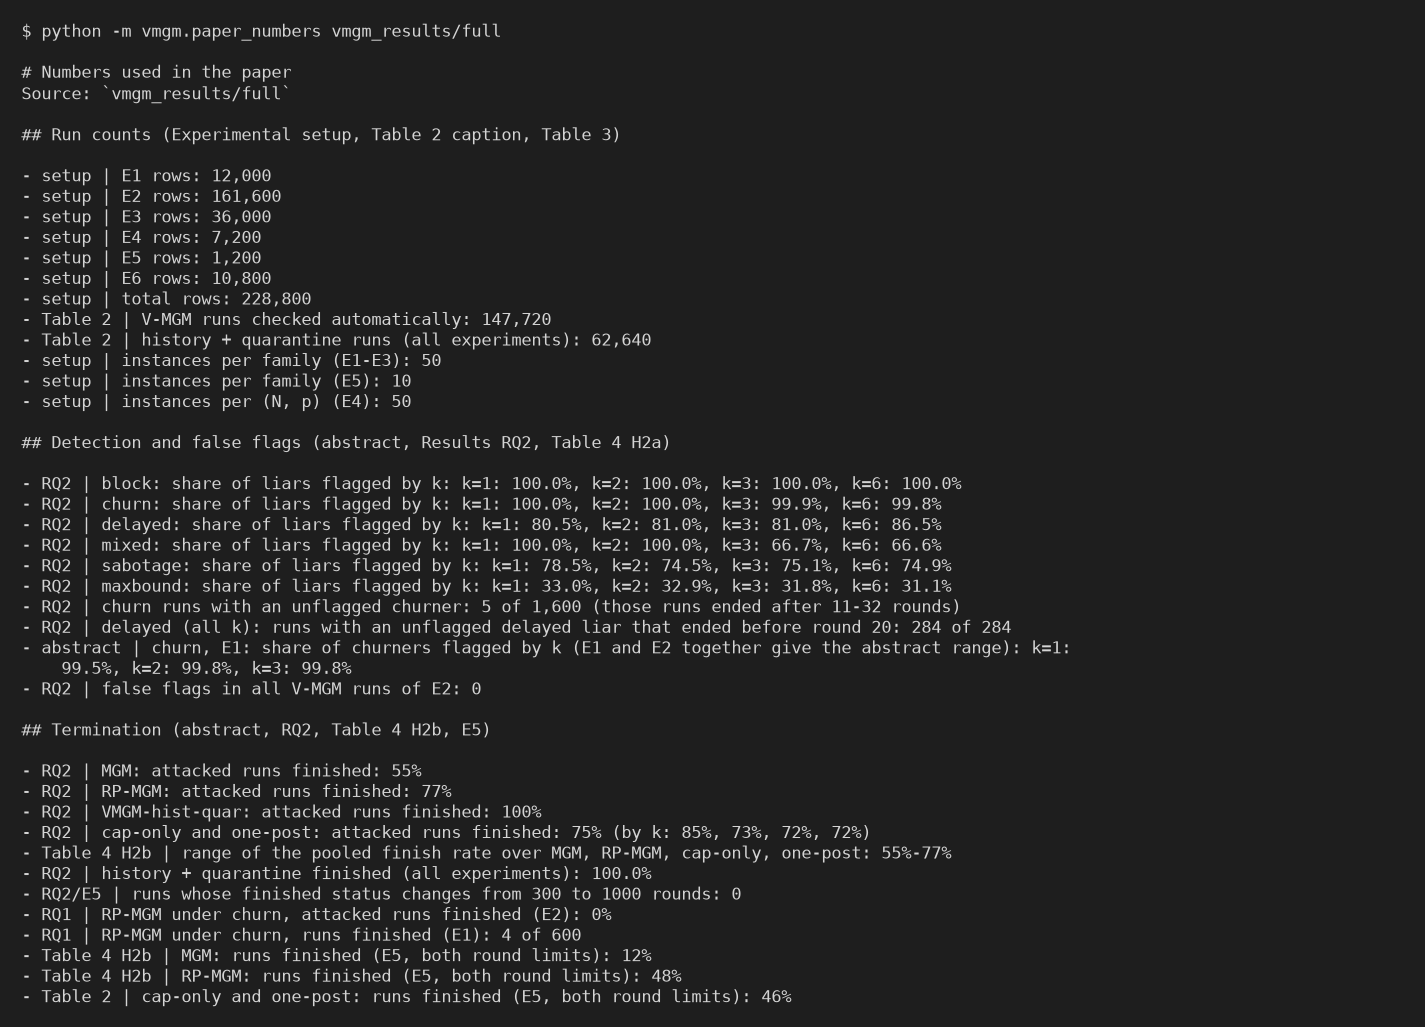 $ python -m vmgm.paper_numbers vmgm_results/full
# Numbers used in the paper
Source: `vmgm_results/full`
## Run counts (Experimental setup, Table 2 caption, Table 3)
- setup | E1 rows: 12,000
- setup | E2 rows: 161,600
- setup | E3 rows: 36,000
- setup | E4 rows: 7,200
- setup | E5 rows: 1,200
- setup | E6 rows: 10,800
- setup | total rows: 228,800
- Table 2 | V-MGM runs checked automatically: 147,720
- Table 2 | history + quarantine runs (all experiments): 62,640
- setup | instances per family (E1-E3): 50
- setup | instances per family (E5): 10
- setup | instances per (N, p) (E4): 50
## Detection and false flags (abstract, Results RQ2, Table 4 H2a)
- RQ2 | block: share of liars flagged by k: k=1: 100.0%, k=2: 100.0%, k=3: 100.0%, k=6: 100.0%
- RQ2 | churn: share of liars flagged by k: k=1: 100.0%, k=2: 100.0%, k=3: 99.9%, k=6: 99.8%
- RQ2 | delayed: share of liars flagged by k: k=1: 80.5%, k=2: 81.0%, k=3: 81.0%, k=6: 86.5%
- RQ2 | mixed: share of liars flagged by k: k=1: 100.0%, k=2: 100.0%, k=3: 66.7%, k=6: 66.6%
- RQ2 | sabotage: share of liars flagged by k: k=1: 78.5%, k=2: 74.5%, k=3: 75.1%, k=6: 74.9%
- RQ2 | maxbound: share of liars flagged by k: k=1: 33.0%, k=2: 32.9%, k=3: 31.8%, k=6: 31.1%
- RQ2 | churn runs with an unflagged churner: 5 of 1,600 (those runs ended after 11-32 rounds)
- RQ2 | delayed (all k): runs with an unflagged delayed liar that ended before round 20: 284 of 284
- abstract | churn, E1: share of churners flagged by k (E1 and E2 together give the abstract range): k=1:
99.5%, k=2: 99.8%, k=3: 99.8%
- RQ2 | false flags in all V-MGM runs of E2: 0
## Termination (abstract, RQ2, Table 4 H2b, E5)
- RQ2 | MGM: attacked runs finished: 55%
- RQ2 | RP-MGM: attacked runs finished: 77%
- RQ2 | VMGM-hist-quar: attacked runs finished: 100%
- RQ2 | cap-only and one-post: attacked runs finished: 75% (by k: 85%, 73%, 72%, 72%)
- Table 4 H2b | range of the pooled finish rate over MGM, RP-MGM, cap-only, one-post: 55%-77%
- RQ2 | history + quarantine finished (all experiments): 100.0%
- RQ2/E5 | runs whose finished status changes from 300 to 1000 rounds: 0
- RQ1 | RP-MGM under churn, attacked runs finished (E2): 0%
- RQ1 | RP-MGM under churn, runs finished (E1): 4 of 600
- Table 4 H2b | MGM: runs finished (E5, both round limits): 12%
- Table 4 H2b | RP-MGM: runs finished (E5, both round limits): 48%
- Table 2 | cap-only and one-post: runs finished (E5, both round limits): 46%